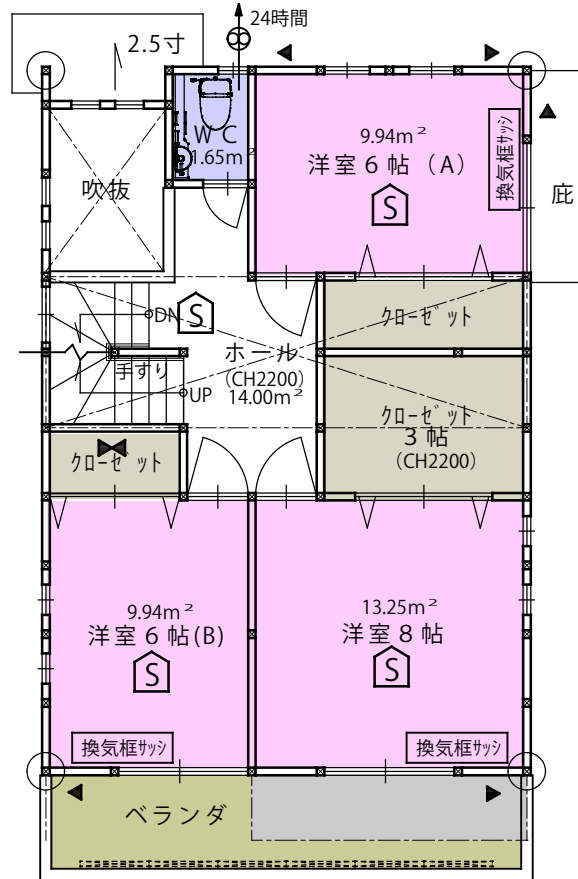 24時間
2.5寸
WC
1.65m²
9.94m²
洋室6帖（A）
S
換気框ｻｯｼ
庇
吹抜
クローゼット
DN
S
ホール
(CH2200)
14.00m²
手すり
UP
クローゼット
3帖
(CH2200)
クローゼット
9.94m²
洋室6帖(B)
S
13.25m²
洋室8帖
S
換気框ｻｯｼ
換気框ｻｯｼ
ベランダ